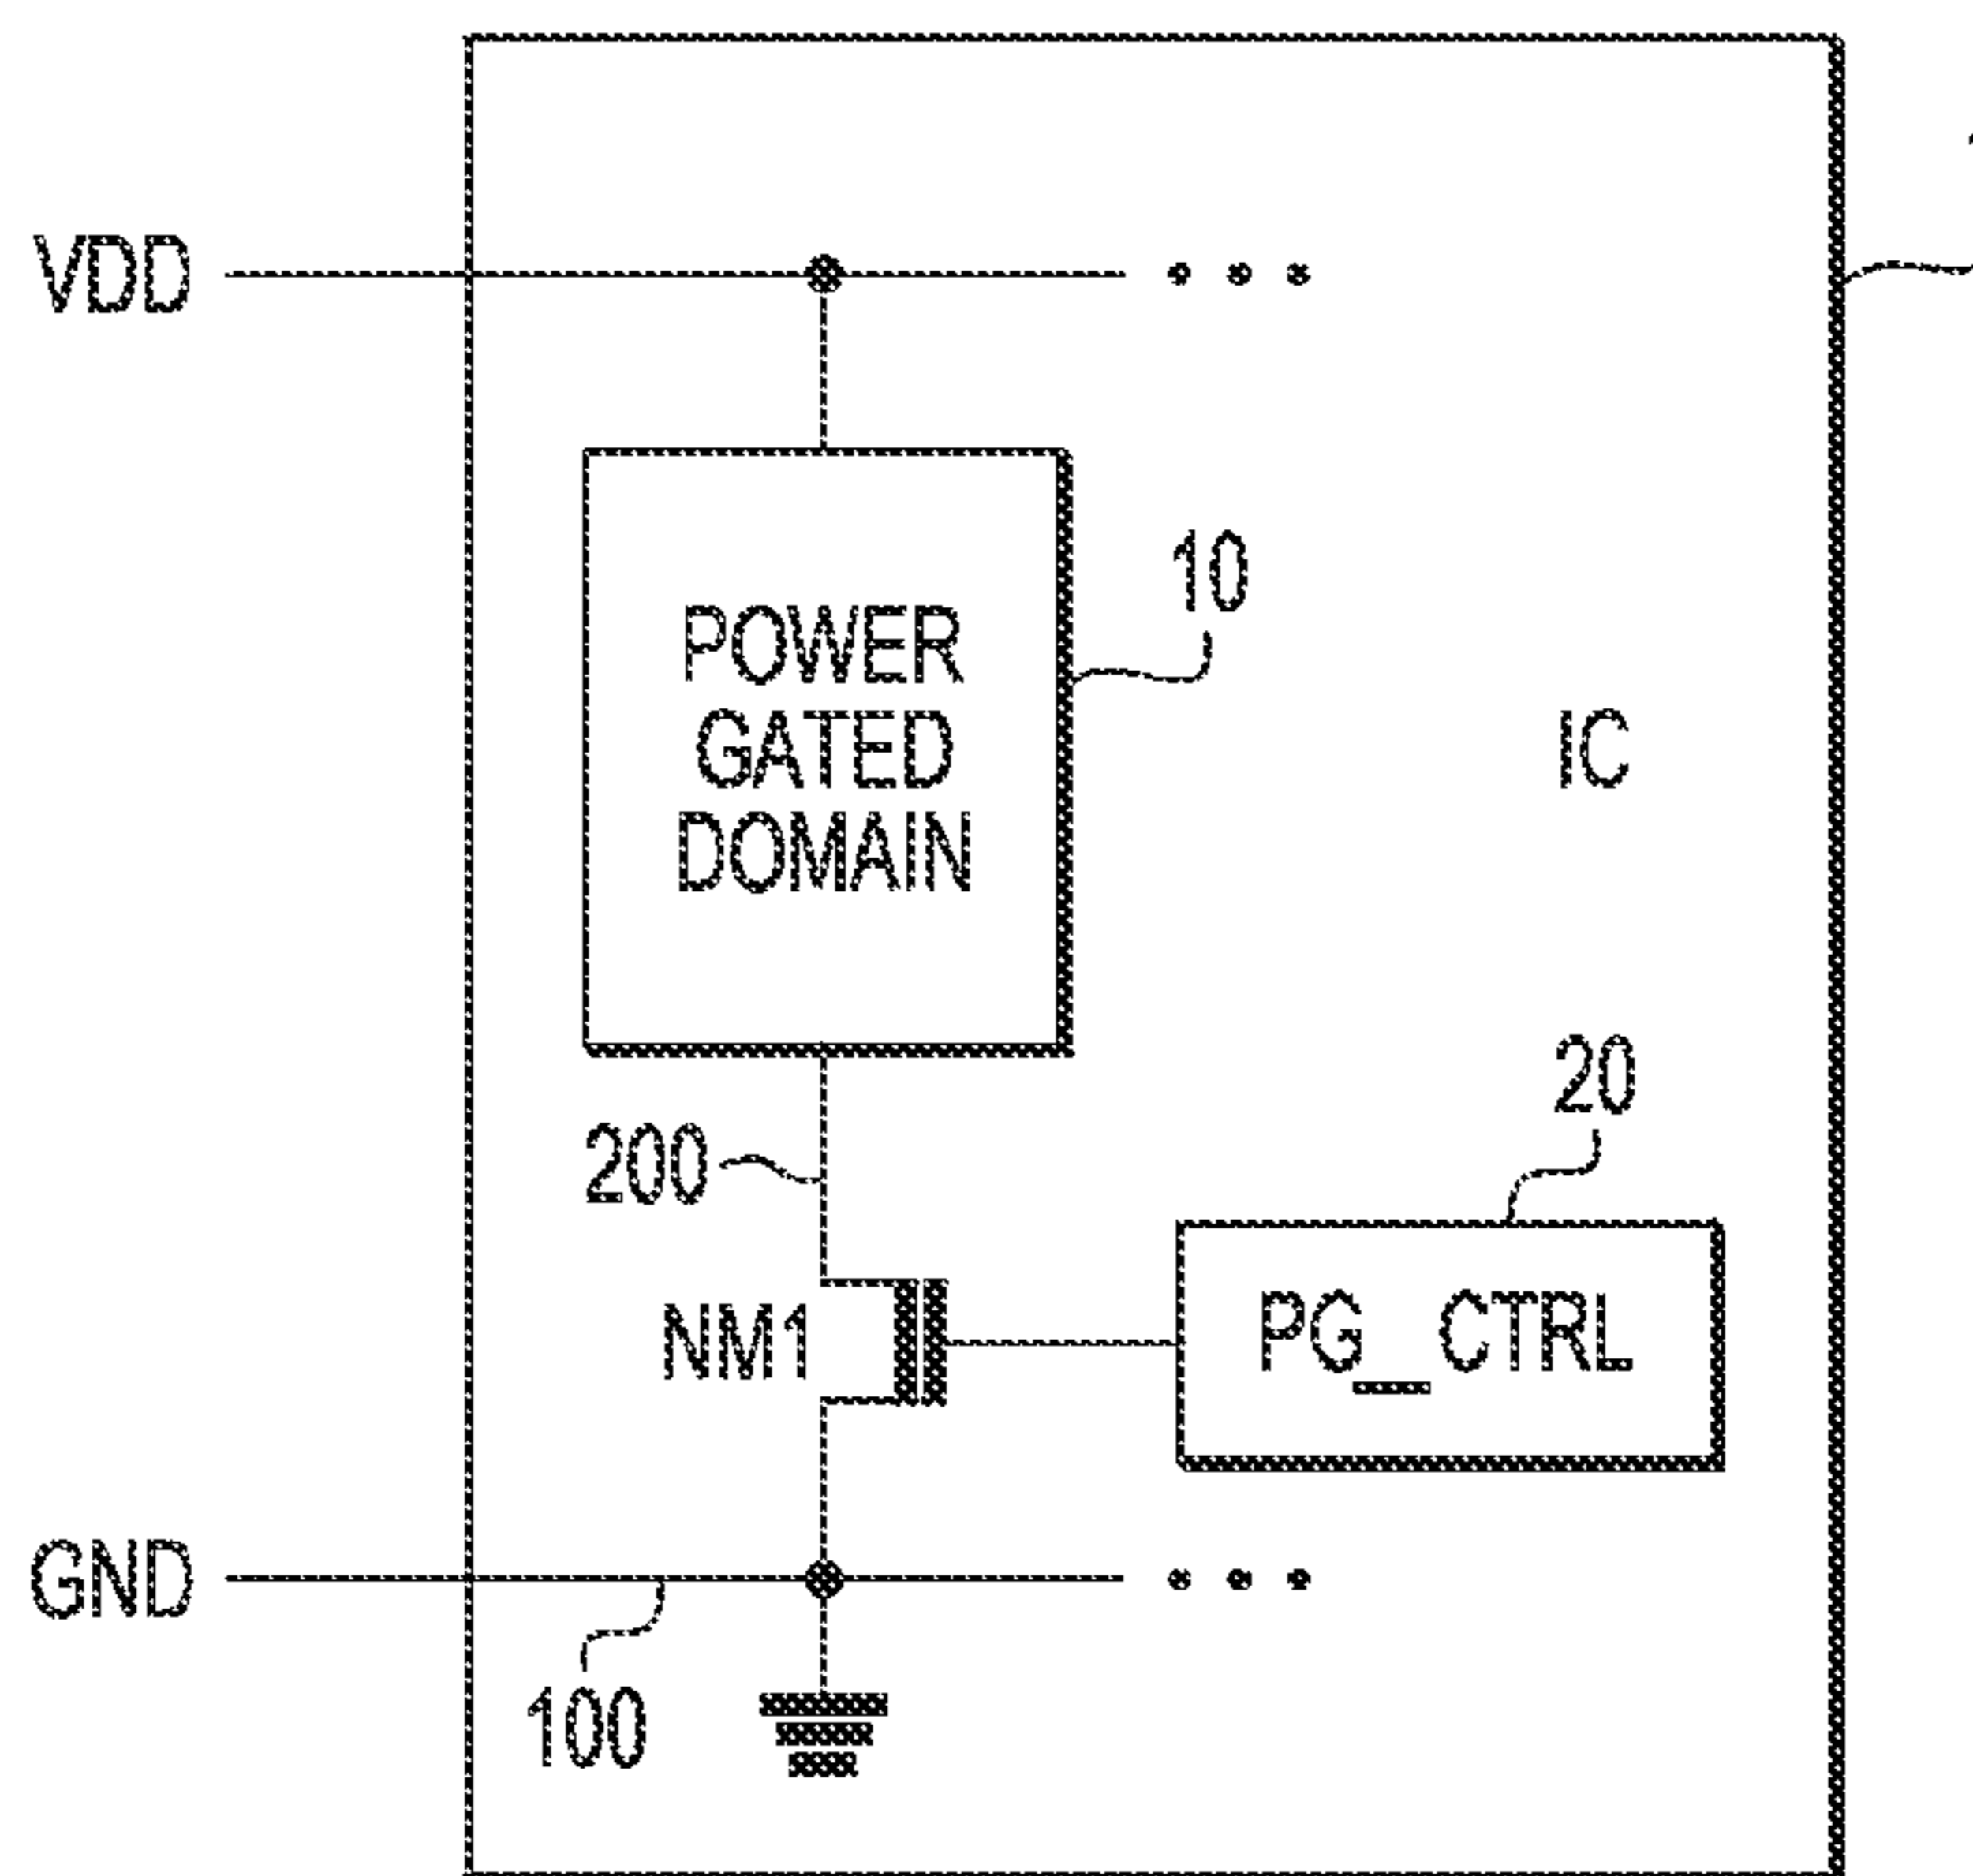 VDD
10
POWER
GATED
DOMAIN
IC
20
200
NM1
PG_CTRL
GND
100